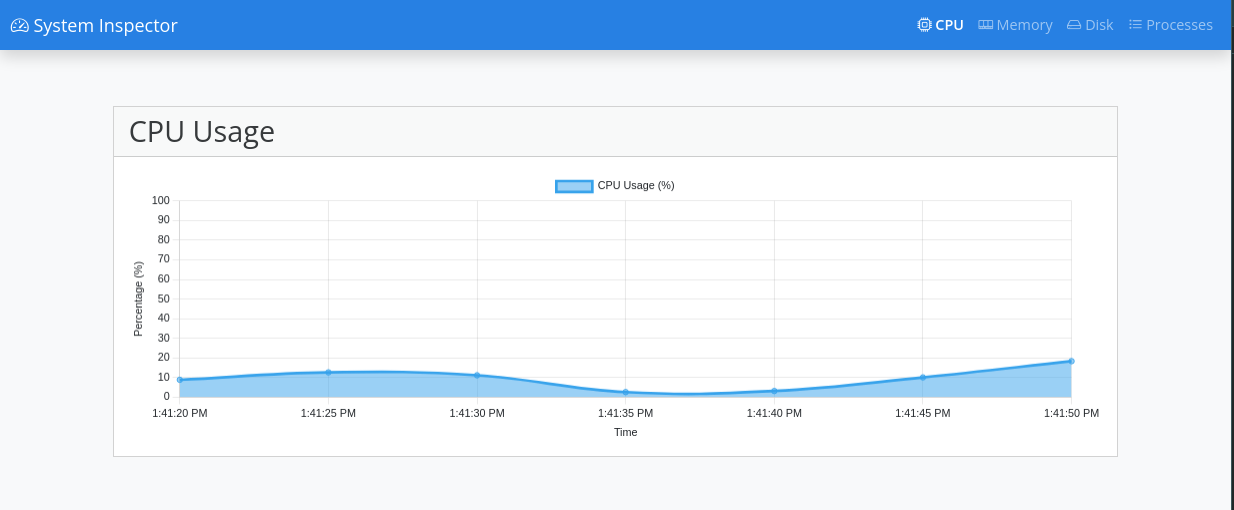 System Inspector
CPU Memory Disk Processes
CPU Usage
CPU Usage (%)
100
90
80
70
60
50
40
30
20
10
0
Percentage (%)
1:41:20 PM 1:41:25 PM 1:41:30 PM 1:41:35 PM 1:41:40 PM 1:41:45 PM 1:41:50 PM
Time